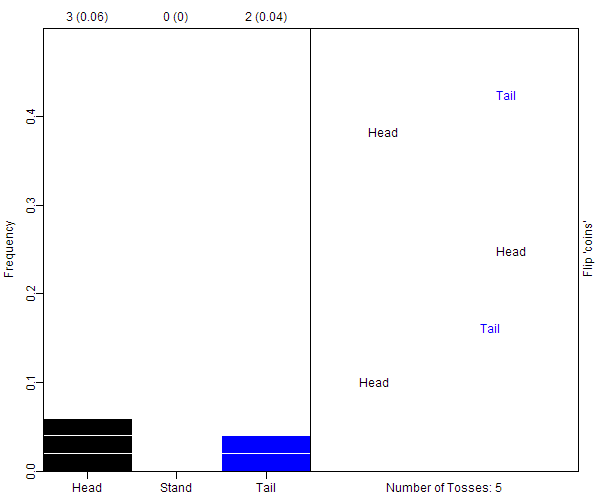 3 (0.06) 0 (0) 2 (0.04)
Frequency
0.4
0.3
0.2
0.1
0.0
Head Stand Tail
Tail
Head
Head
Tail
Head
Number of Tosses: 5
Flip 'coins'